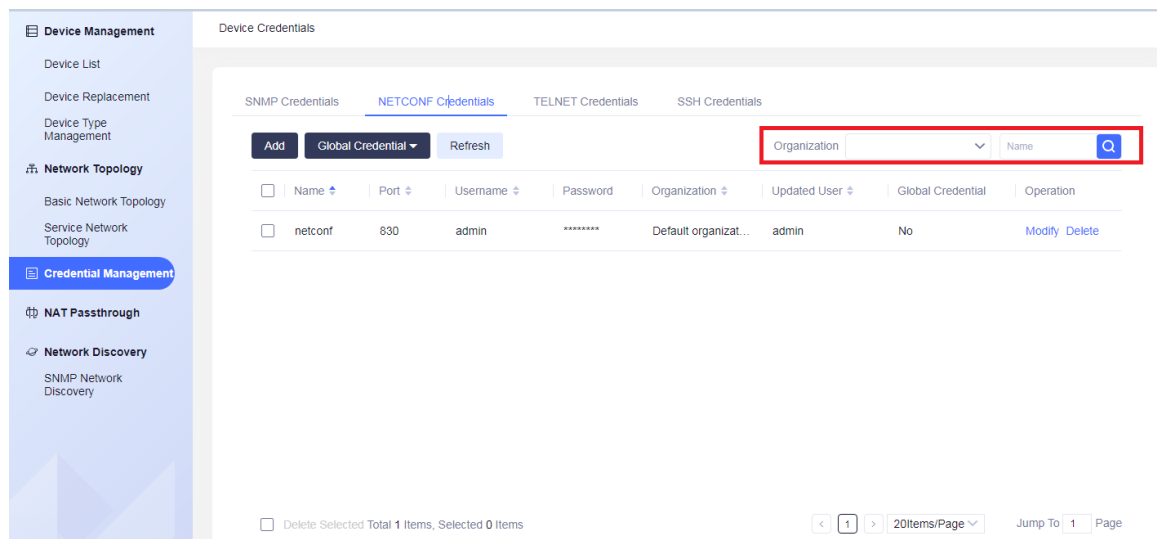 Device Management
Device List
Device Replacement
Device Type
Management
Network Topology
Basic Network Topology
Service Network
Topology
Credential Management
NAT Passthrough
Network Discovery
SNMP Network
Discovery
Device Credentials
SNMP Credentials NETCONF Credentials TELNET Credentials SSH Credentials
Add Global Credential Refresh Organization Name
Name Port Username Password Organization Updated User Global Credential Operation
netconf 830 admin ******** Default organizat... admin No Modify Delete
Delete Selected Total 1 Items, Selected 0 Items < 1 > 20Items/Page Jump To 1 Page